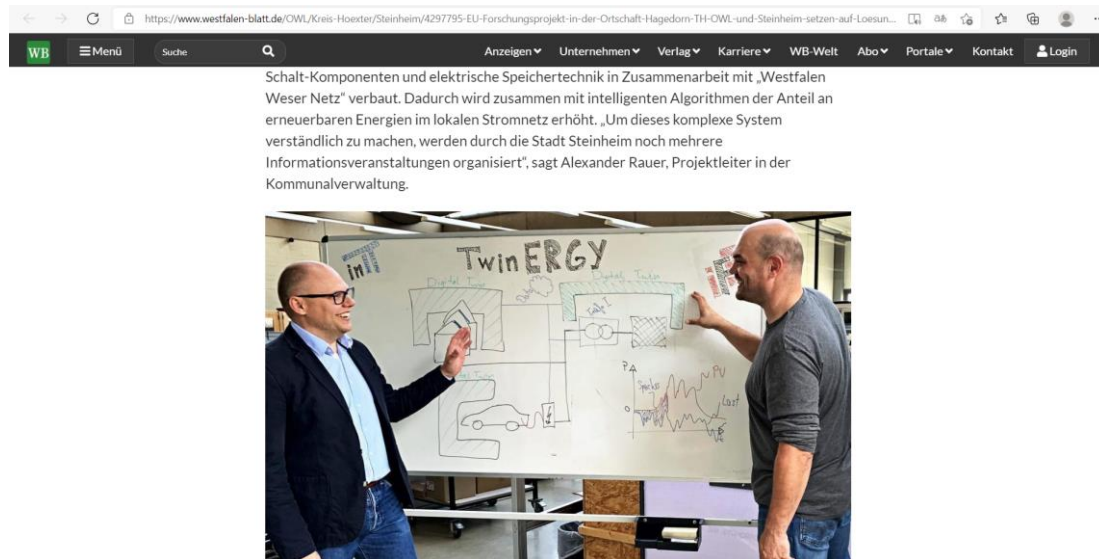 https://www.westfalen-blatt.de/OWL/Kreis-Hoexter/Steinheim/4297795-EU-Forschungsprojekt-in-der-Ortschaft-Hagedorn-TH-OWL-und-Steinheim-setzen-auf-Loesun...
WB Menü Suche Anzeigen Unternehmen Verlag Karriere WB-Welt Abo Portale Kontakt Login
Schalt-Komponenten und elektrische Speichertechnik in Zusammenarbeit mit „Westfalen
Weser Netz“ verbaut. Dadurch wird zusammen mit intelligenten Algorithmen der Anteil an
erneuerbaren Energien im lokalen Stromnetz erhöht. „Um dieses komplexe System
verständlich zu machen, werden durch die Stadt Steinheim noch mehrere
Informationsveranstaltungen organisiert“, sagt Alexander Rauer, Projektleiter in der
Kommunalverwaltung.
TwinERGY
inIT
Digital Twin
Digital Twin
Daten
P
PV
Speicher
Last
0